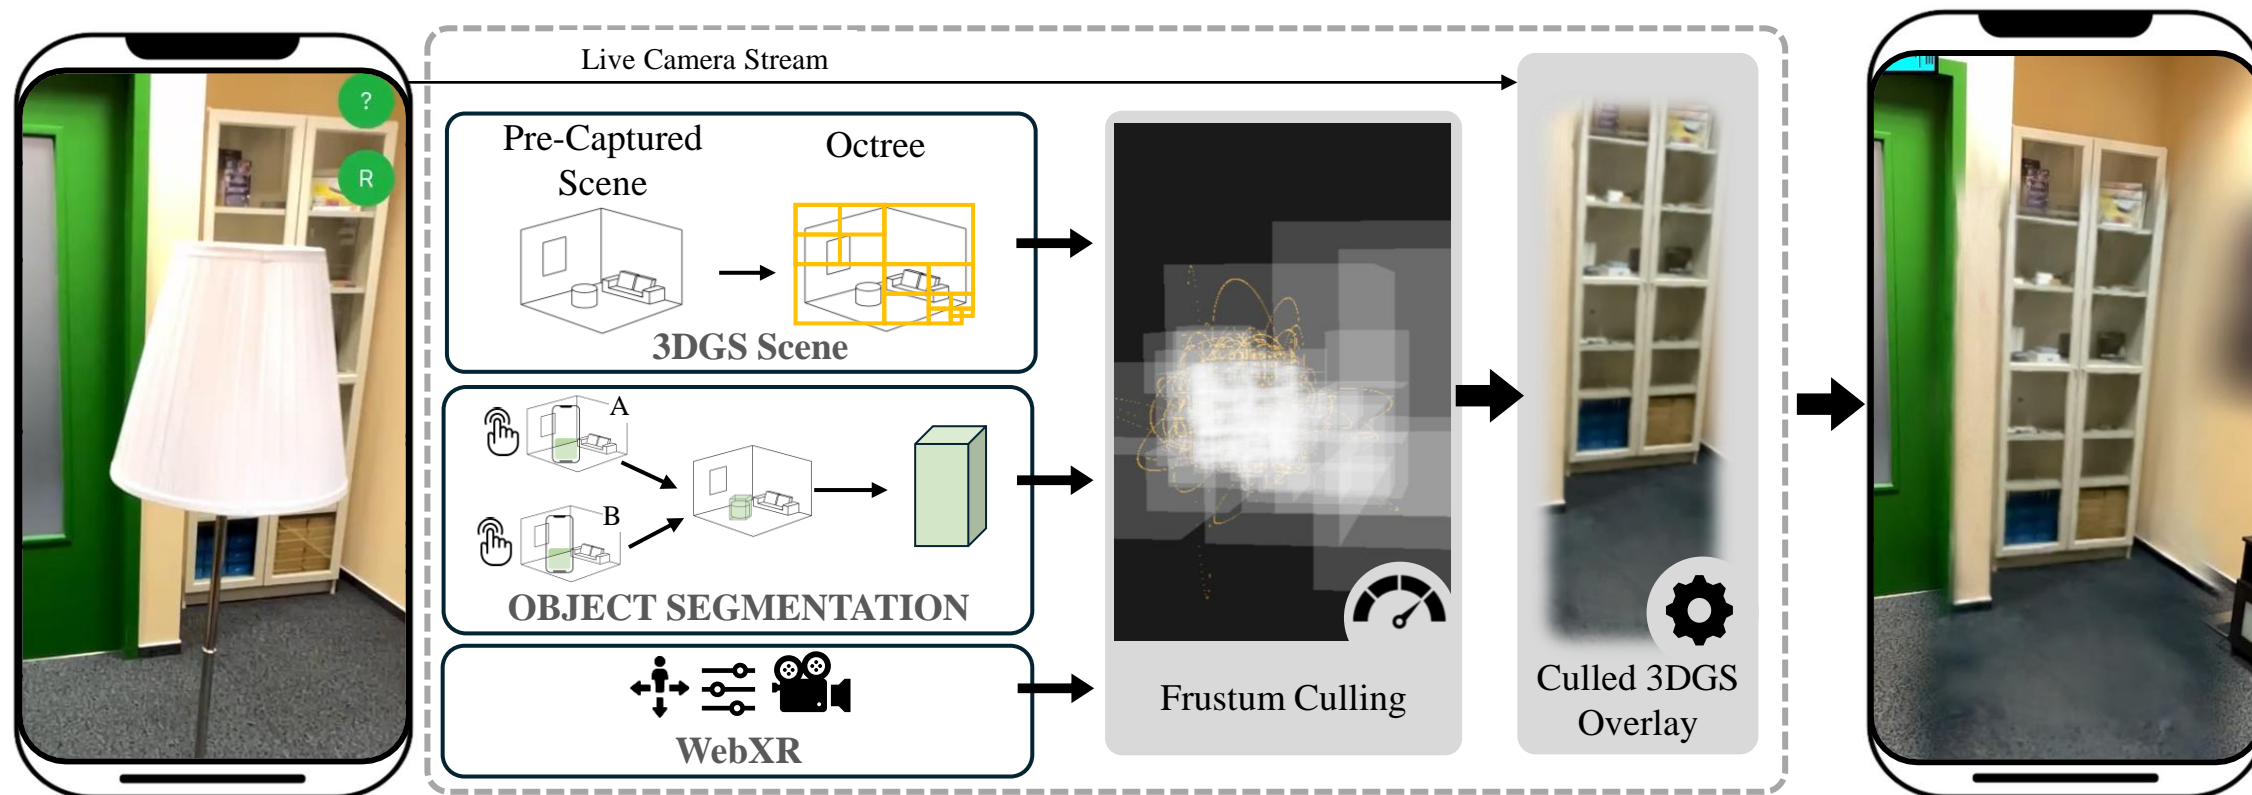 ?
R
Live Camera Stream
Pre-Captured
Scene
Octree
3DGS Scene
A
B
OBJECT SEGMENTATION
WebXR
Frustum Culling
Culled 3DGS
Overlay